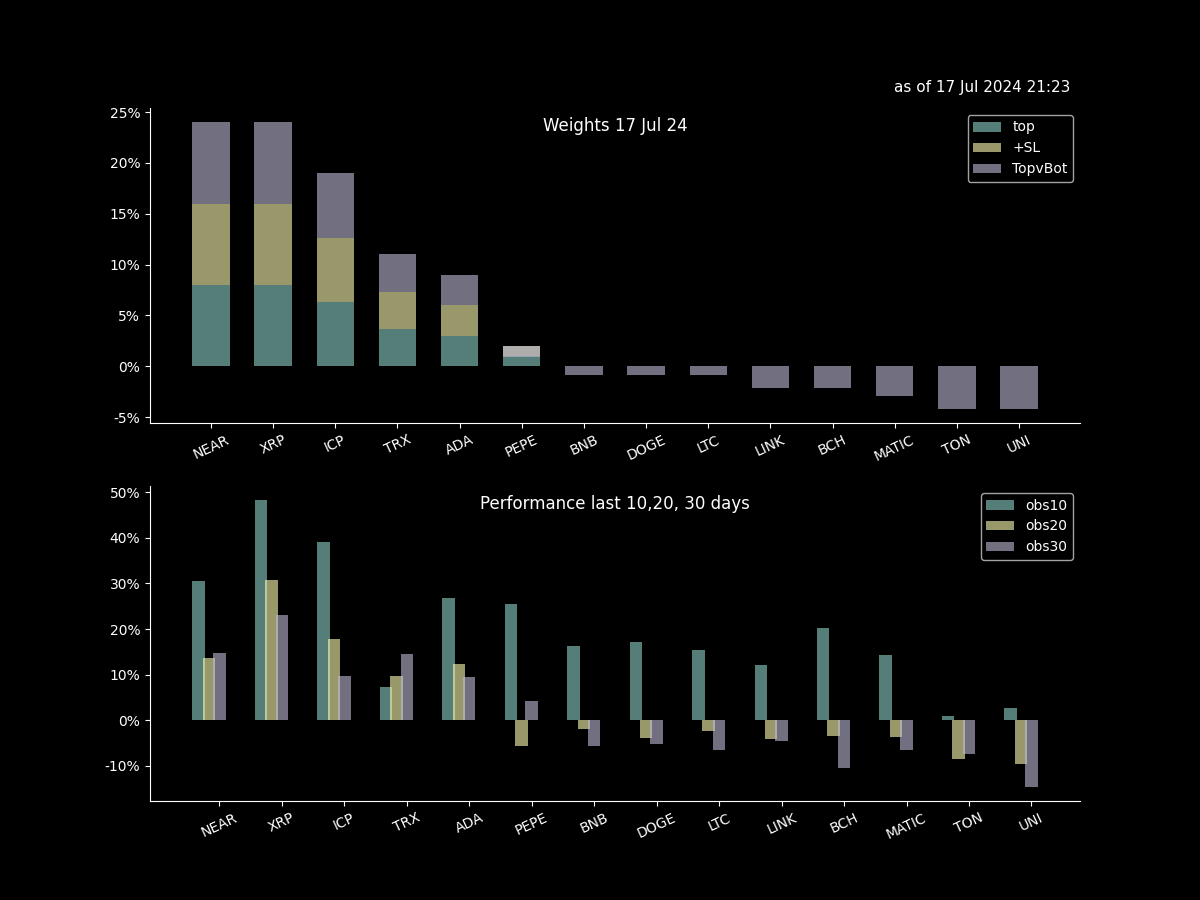 as of 17 Jul 2024 21:23
Weights 17 Jul 24
top
+SL
TopvBot
25%
20%
15%
10%
5%
0%
-5%
NEAR XRP ICP TRX ADA PEPE BNB DOGE LTC LINK BCH MATIC TON UNI
Performance last 10,20, 30 days
obs10
obs20
obs30
50%
40%
30%
20%
10%
0%
-10%
NEAR XRP ICP TRX ADA PEPE BNB DOGE LTC LINK BCH MATIC TON UNI